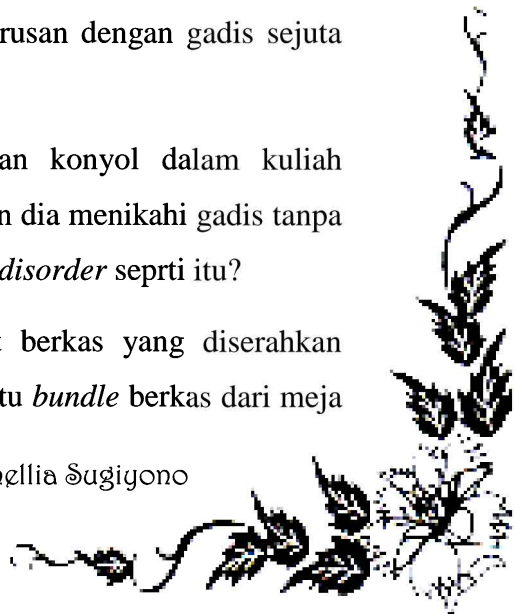 rusan dengan gadis sejuta
an konyol dalam kuliah
n dia menikahi gadis tanpa
disorder seprti itu?
berkas yang diserahkan
tu bundle berkas dari meja
ellia Sugiyono